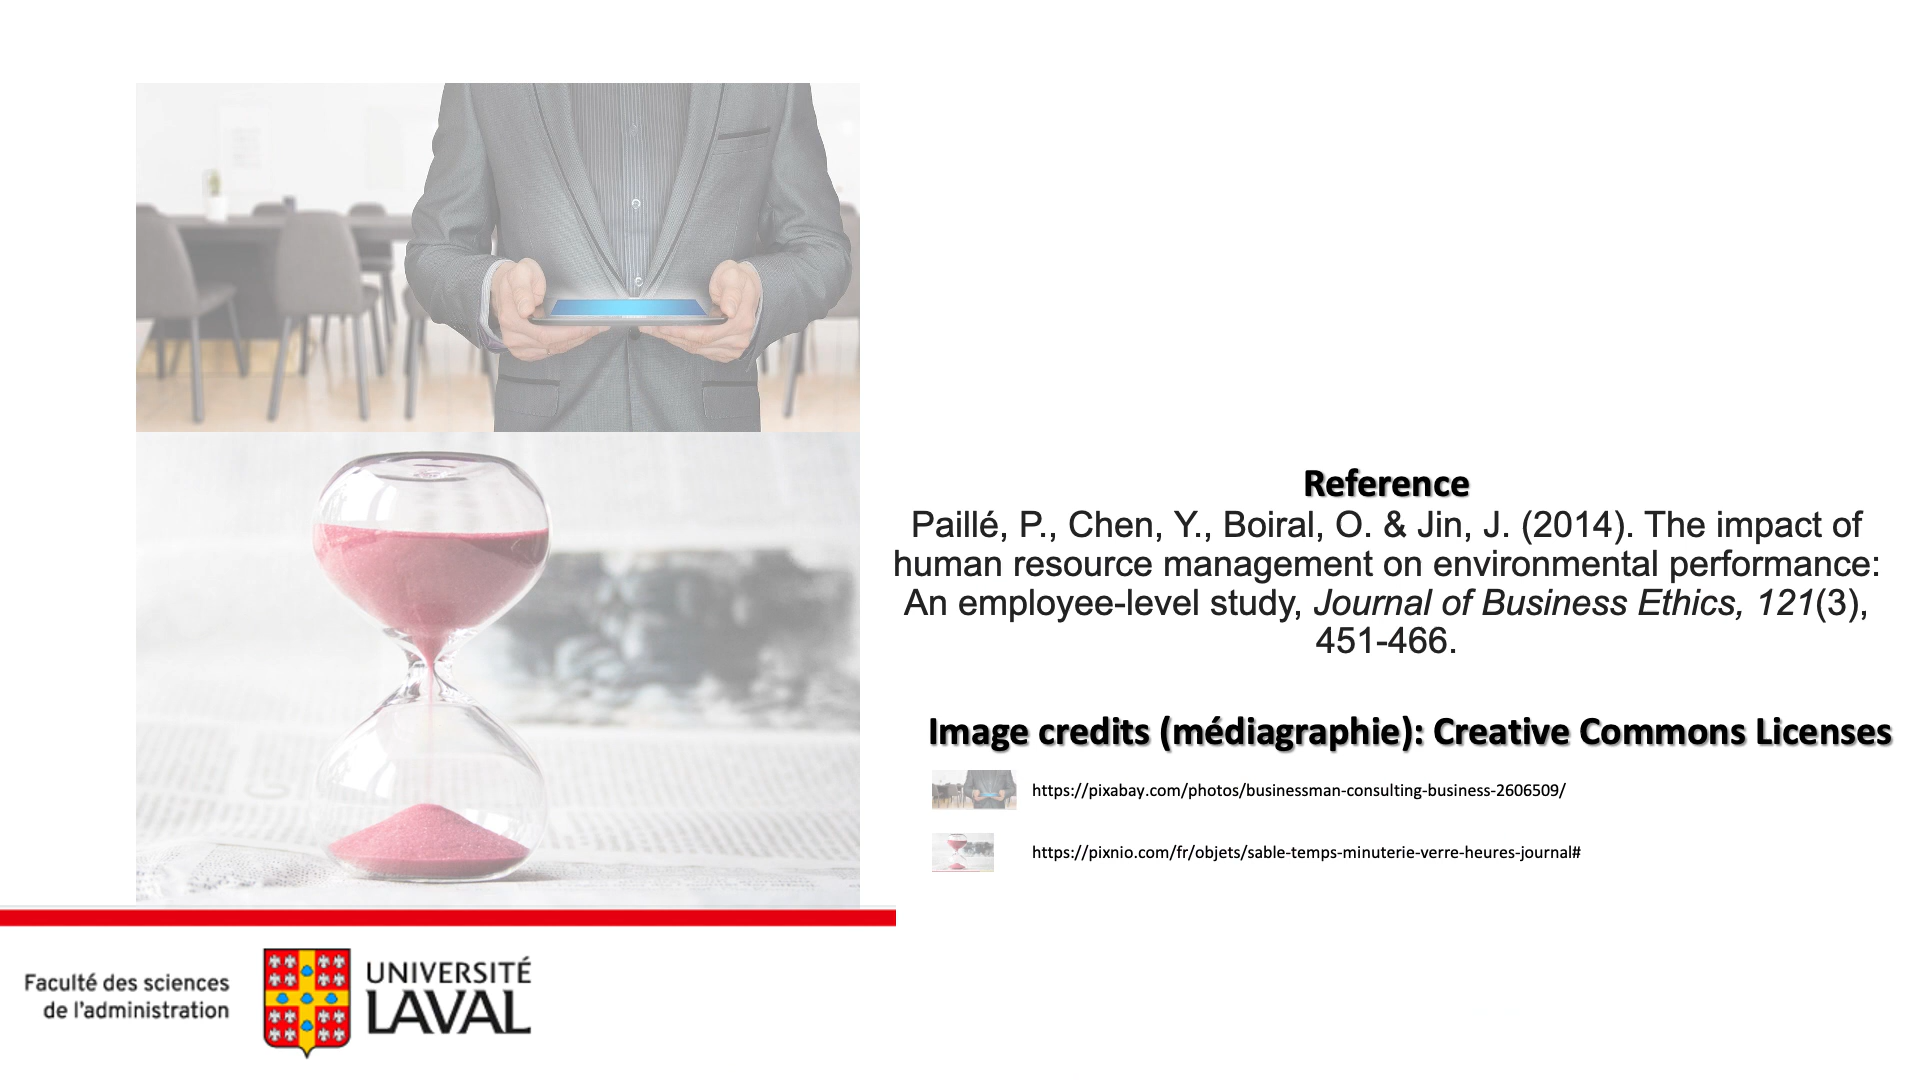 Reference
Paillé, P., Chen, Y., Boiral, O. & Jin, J. (2014). The impact of
human resource management on environmental performance:
An employee-level study, Journal of Business Ethics, 121(3),
451-466.
Image credits (médiagraphie): Creative Commons Licenses
https://pixabay.com/photos/businessman-consulting-business-2606509/
https://pixnio.com/fr/objets/sable-temps-minuterie-verre-heures-journal#
Faculté des sciences
de l'administration
UNIVERSITÉ
LAVAL